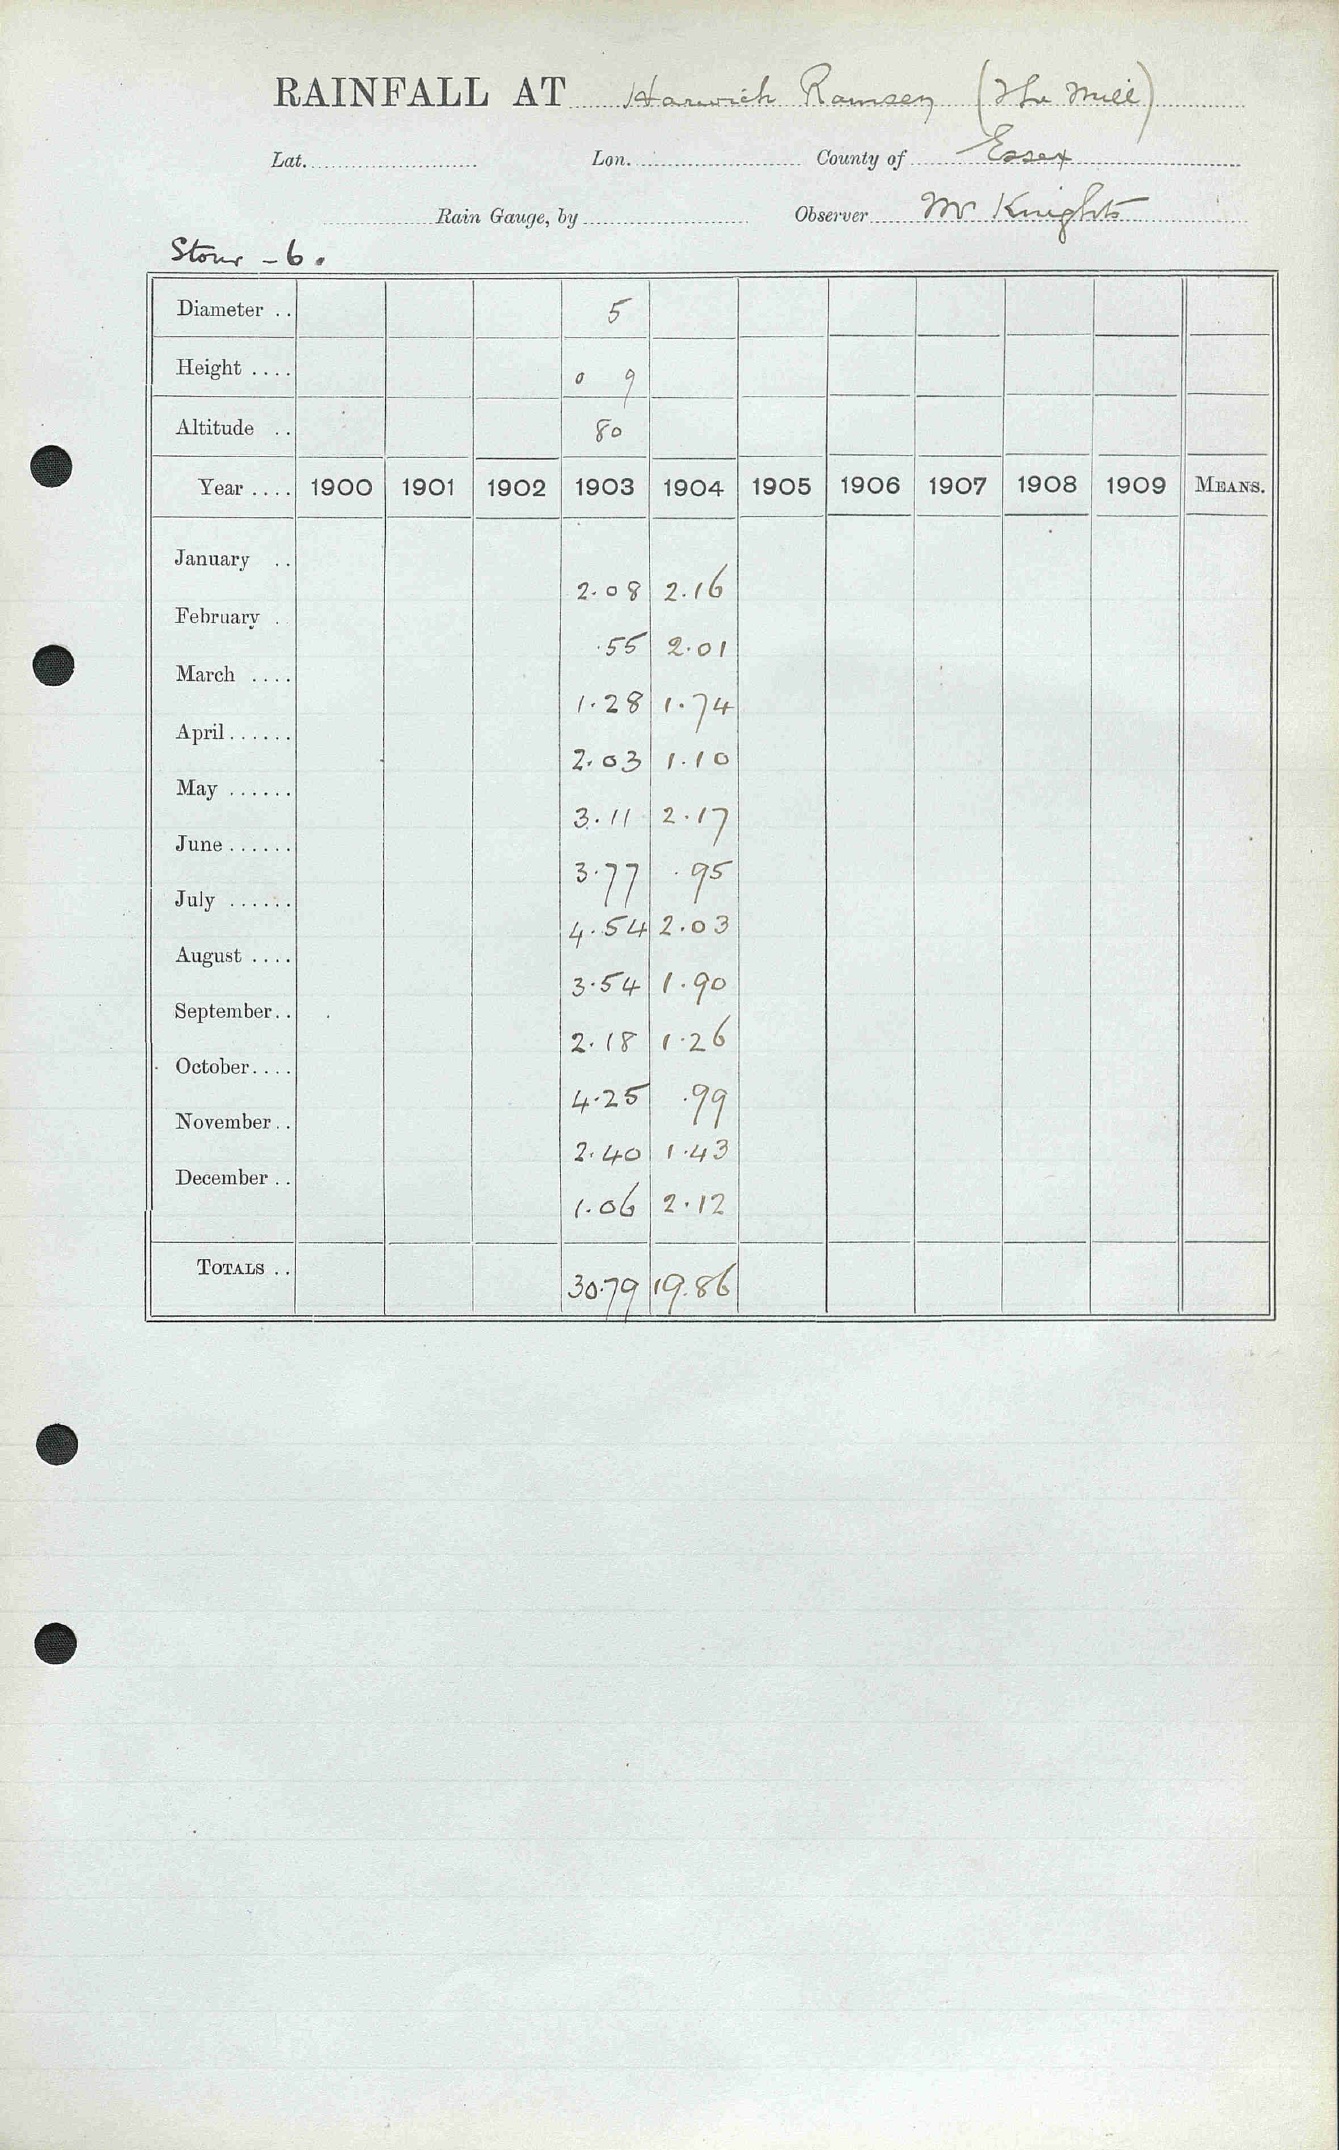 RAINFALL AT Harwich Ramsey (The Mill)
Lat. Lon. County of Essex
Rain Gauge, by Observer Mr Knights
Stour - 6.
Diameter .. 5
Height .... 0 9
Altitude .. 80
Year .... 1900 1901 1902 1903 1904 1905 1906 1907 1908 1909 MEANS.
January .. 2.08 2.16
February . .55 2.01
March .... 1.28 1.74
April ...... 2.03 1.10
May ...... 3.11 2.17
June ...... 3.77 .95
July ...... 4.54 2.03
August .... 3.54 1.90
September .. 2.18 1.26
October .... 4.25 .99
November .. 2.40 1.43
December .. 1.06 2.12
TOTALS .. 30.79 19.86